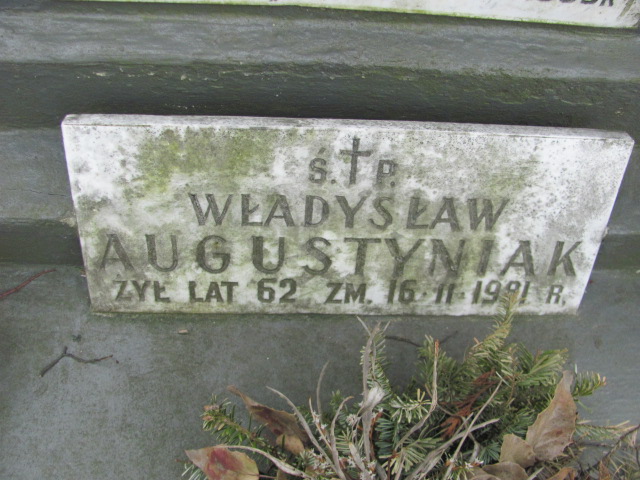 Ś. P.
WŁADYSŁAW
AUGUSTYNIAK
ŻYŁ LAT 62 ZM. 16·11·1981 R.